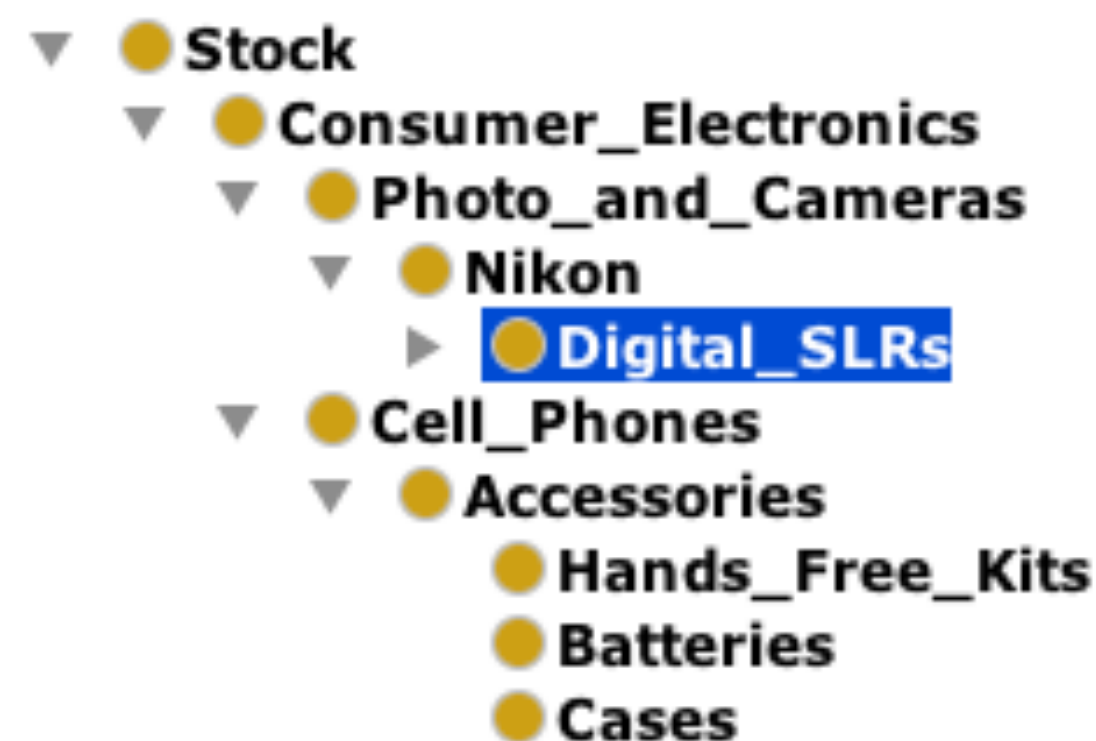 Stock
Consumer_Electronics
Photo_and_Cameras
Nikon
Digital_SLRs
Cell_Phones
Accessories
Hands_Free_Kits
Batteries
Cases